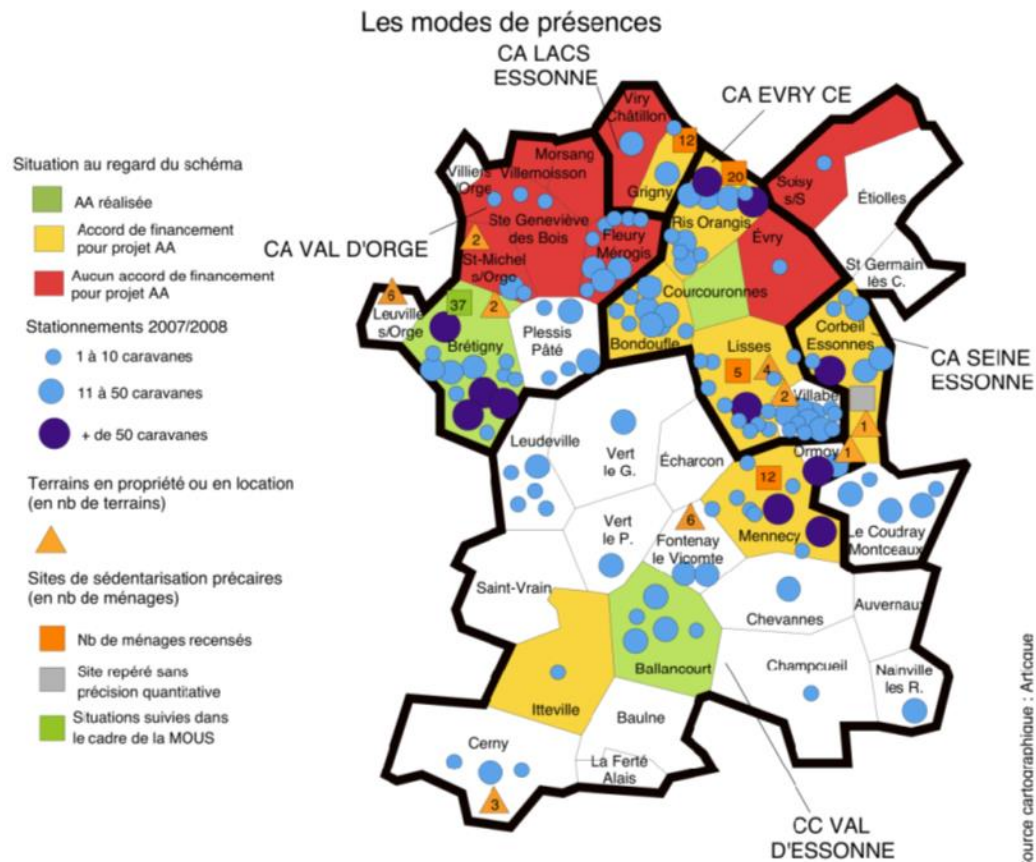 Les modes de présences
CA LACS
ESSONNE
CA EVRY CE
CA VAL D'ORGE
CA SEINE
ESSONNE
CC VAL
D'ESSONNE
Situation au regard du schéma
AA réalisée
Accord de financement
pour projet AA
Aucun accord de financement
pour projet AA
Stationnements 2007/2008
1 à 10 caravanes
11 à 50 caravanes
+ de 50 caravanes
Terrains en propriété ou en location
(en nb de terrains)
Sites de sédentarisation précaires
(en nb de ménages)
Nb de ménages recensés
Site repéré sans
précision quantitative
Situations suivies dans
le cadre de la MOUS
Viry
Châtillon
12
Grigny
20
Ris Orangis
Soisy
s/S
Étiolles
St Germain
lès C.
Évry
Courcouronnes
Villiers
s/Orge
Morsang
Villemoisson
Ste Geneviève
des Bois
2
St-Michel
s/Orge
Fleury
Mérogis
6
Leuville
s/Orge
37
2
Brétigny
Plessis
Pâté
Bondoufle
Lisses
5
4
2
Villabé
Corbeil
Essonnes
1
1
Ormoy
Leudeville
Vert
le G.
Écharcon
12
Mennecy
Le Coudray
Montceaux
Vert
le P.
6
Fontenay
le Vicomte
Saint-Vrain
Chevannes
Auvernaux
Ballancourt
Champcueil
Nainville
les R.
Itteville
Baulne
Cerny
La Ferté
Alais
3
ource cartographique : Articque